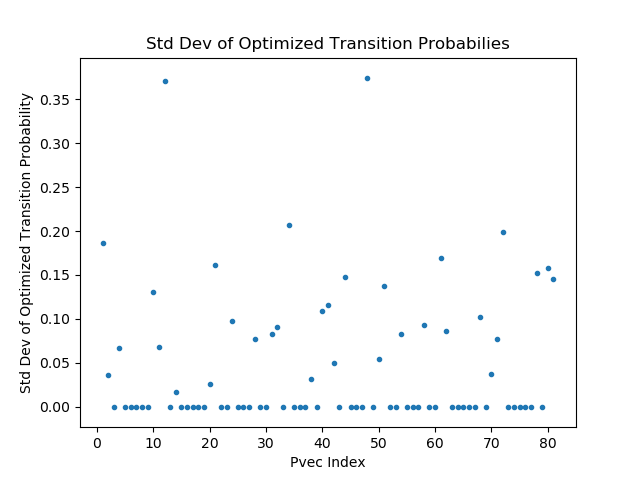 Std Dev of Optimized Transition Probabilies
Std Dev of Optimized Transition Probability
0.35
0.30
0.25
0.20
0.15
0.10
0.05
0.00
0 10 20 30 40 50 60 70 80
Pvec Index